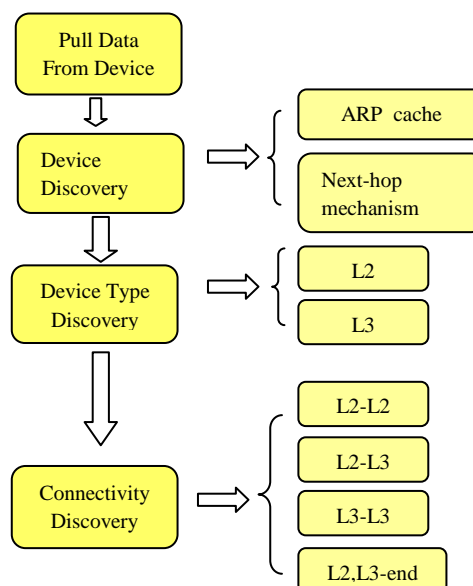 Pull Data
From Device
ARP cache
Device
Discovery
Next-hop
mechanism
Device Type
Discovery
L2
L3
L2-L2
L2-L3
Connectivity
Discovery
L3-L3
L2,L3-end